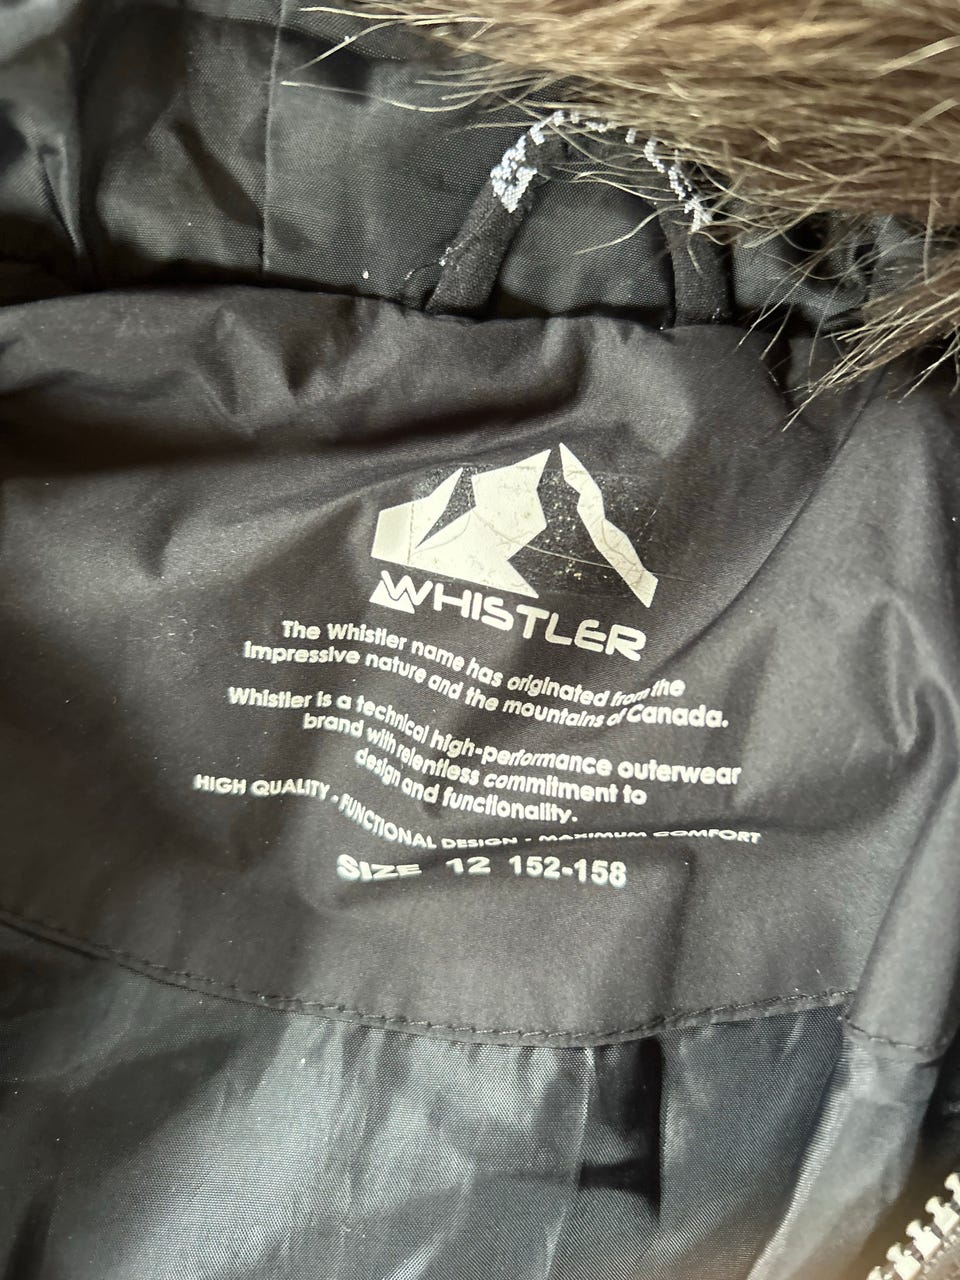 WHISTLER
The Whistler name has originated from the
impressive nature and the mountains of Canada.
Whistler is a technical high-performance outerwear
brand with relentless commitment to
design and functionality.
HIGH QUALITY - FUNCTIONAL DESIGN - MAXIMUM COMFORT
SIZE 12 152-158